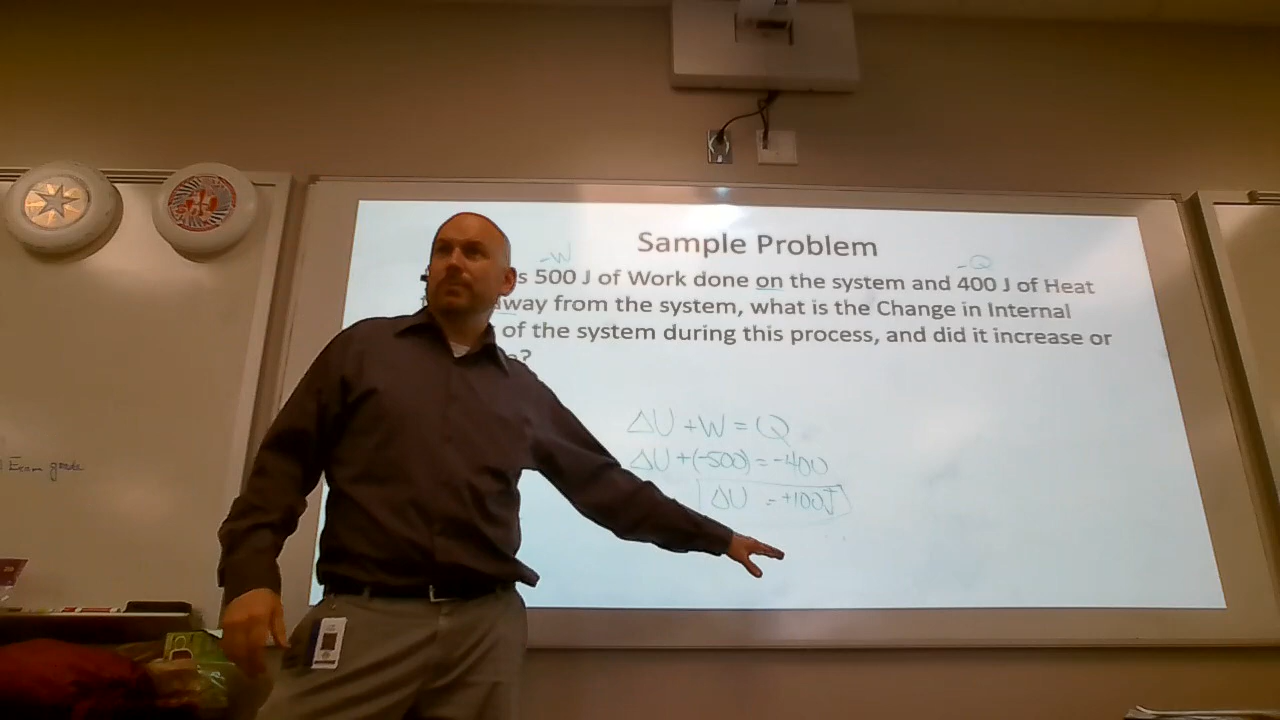 Sample Problem
-W
-Q
s 500 J of Work done on the system and 400 J of Heat
away from the system, what is the Change in Internal
of the system during this process, and did it increase or
?
ΔU + W = Q
ΔU + (-500) = -400
ΔU = +100J
Exam grade